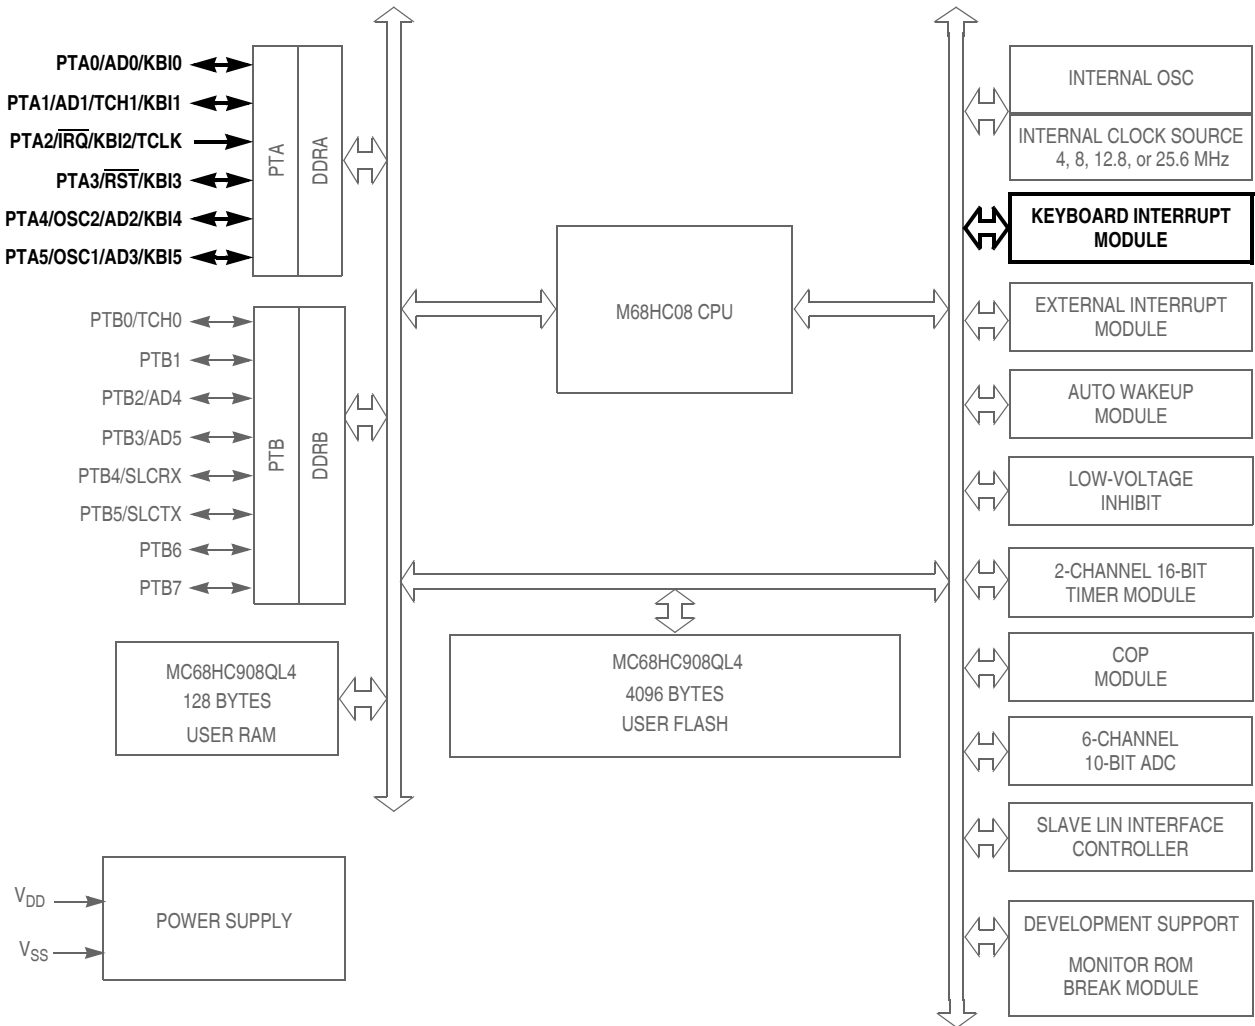 PTA0/AD0/KBI0
PTA1/AD1/TCH1/KBI1
PTA2/IRQ/KBI2/TCLK
PTA3/RST/KBI3
PTA4/OSC2/AD2/KBI4
PTA5/OSC1/AD3/KBI5
PTA
DDRA
PTB0/TCH0
PTB1
PTB2/AD4
PTB3/AD5
PTB4/SLCRX
PTB5/SLCTX
PTB6
PTB7
PTB
DDRB
MC68HC908QL4
128 BYTES
USER RAM
VDD
VSS
POWER SUPPLY
M68HC08 CPU
MC68HC908QL4
4096 BYTES
USER FLASH
INTERNAL OSC
INTERNAL CLOCK SOURCE
4, 8, 12.8, or 25.6 MHz
KEYBOARD INTERRUPT
MODULE
EXTERNAL INTERRUPT
MODULE
AUTO WAKEUP
MODULE
LOW-VOLTAGE
INHIBIT
2-CHANNEL 16-BIT
TIMER MODULE
COP
MODULE
6-CHANNEL
10-BIT ADC
SLAVE LIN INTERFACE
CONTROLLER
DEVELOPMENT SUPPORT
MONITOR ROM
BREAK MODULE